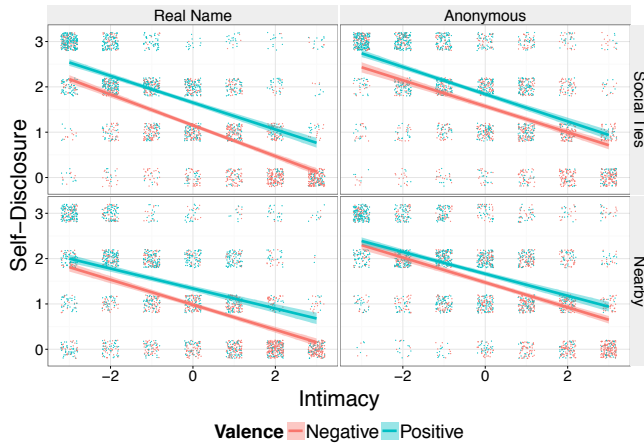 Real Name Anonymous
Social Ties
Nearby
Self-Disclosure
3
2
1
0
3
2
1
0
-2 0 2 -2 0 2
Intimacy
Valence Negative Positive